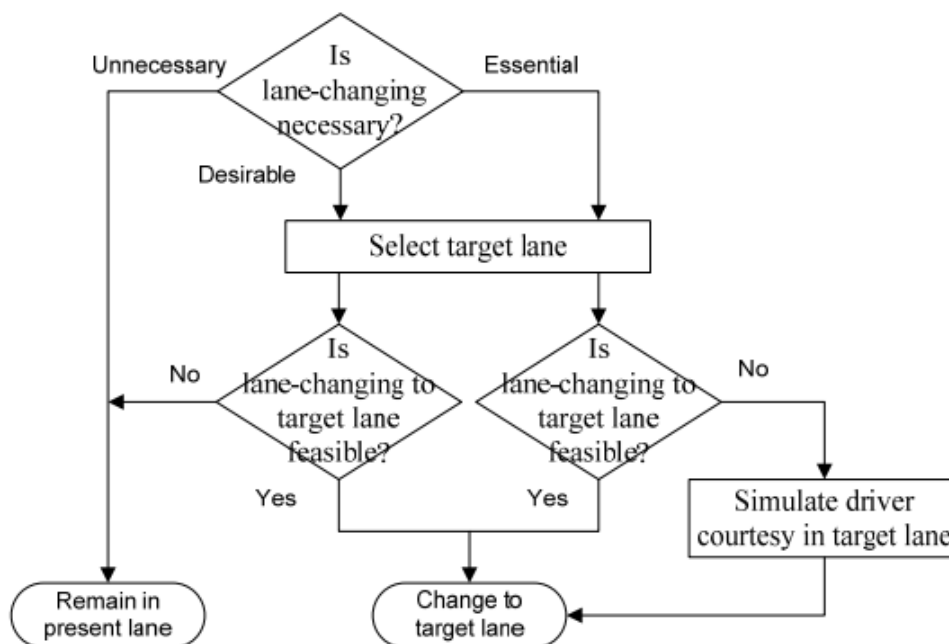 Unnecessary
Is
lane-changing
necessary?
Essential
Desirable
Select target lane
No
Is
lane-changing to
target lane
feasible?
Is
lane-changing to
target lane
feasible?
No
Yes
Yes
Simulate driver
courtesy in target lane
Remain in
present lane
Change to
target lane